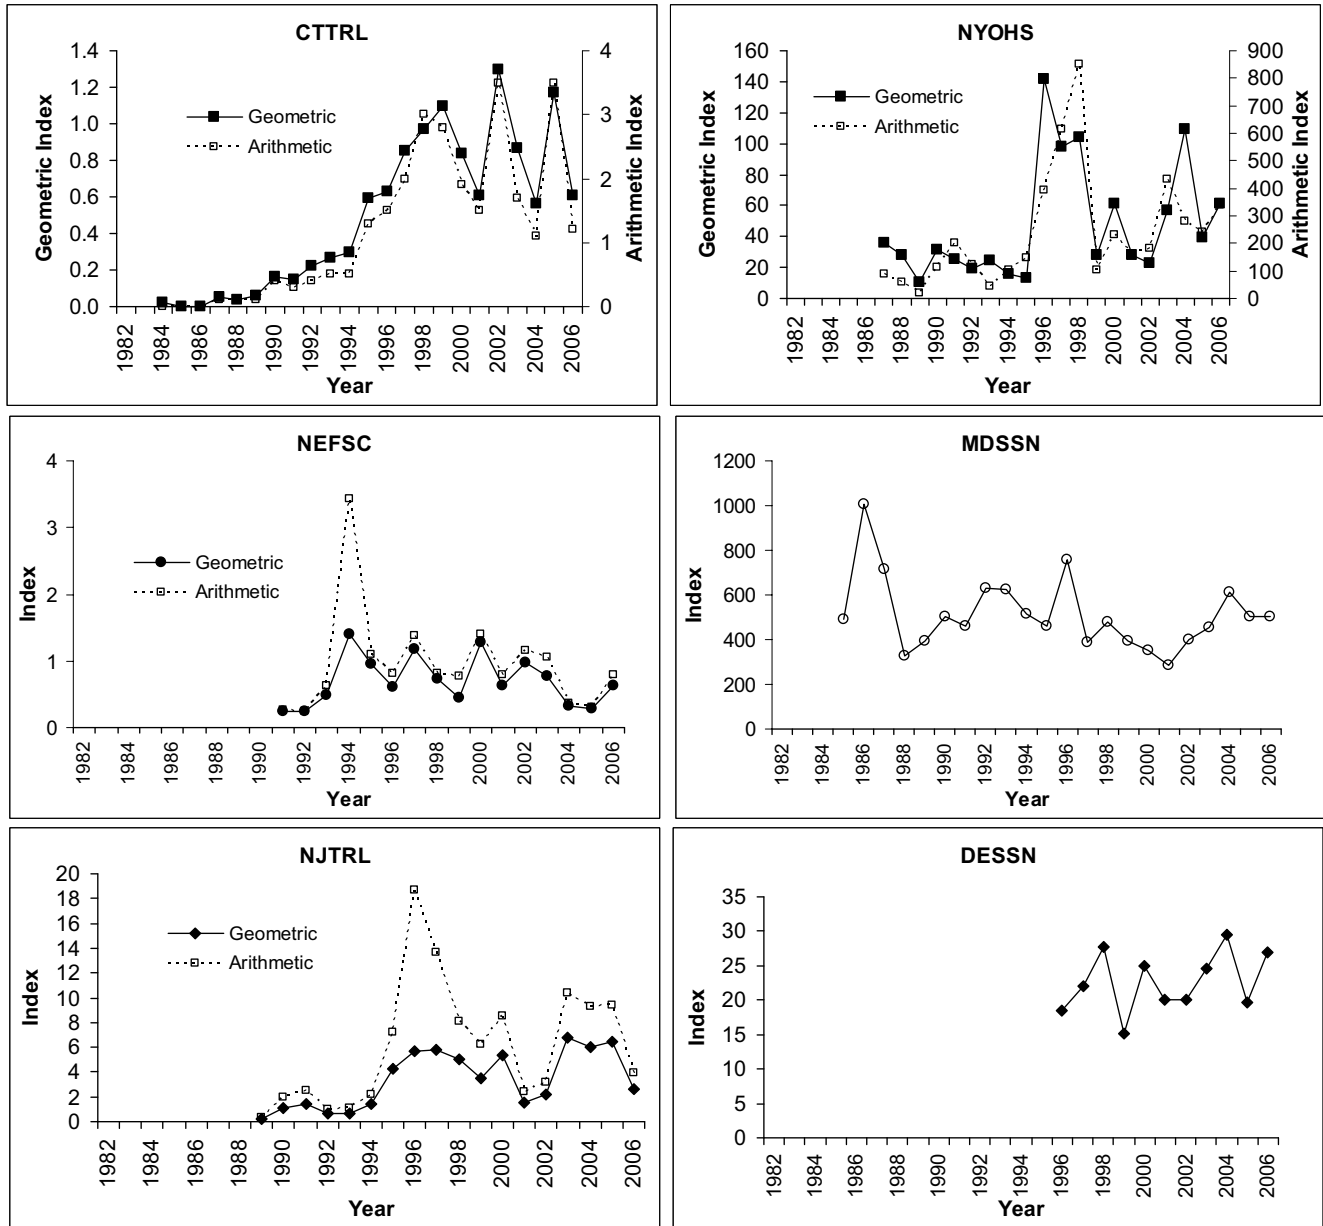 CTTRL
1.4
1.2
1.0
0.8
0.6
0.4
0.2
0.0
Geometric Index
4
3
2
1
0
Arithmetic Index
Geometric
Arithmetic
1982 1984 1986 1988 1990 1992 1994 1996 1998 2000 2002 2004 2006
Year
NYOHS
160
140
120
100
80
60
40
20
0
Geometric Index
900
800
700
600
500
400
300
200
100
0
Arithmetic Index
Geometric
Arithmetic
1982 1984 1986 1988 1990 1992 1994 1996 1998 2000 2002 2004 2006
Year
NEFSC
4
3
2
1
0
Index
Geometric
Arithmetic
1982 1984 1986 1988 1990 1992 1994 1996 1998 2000 2002 2004 2006
Year
MDSSN
1200
1000
800
600
400
200
0
Index
1982 1984 1986 1988 1990 1992 1994 1996 1998 2000 2002 2004 2006
Year
NJTRL
20
18
16
14
12
10
8
6
4
2
0
Index
Geometric
Arithmetic
1982 1984 1986 1988 1990 1992 1994 1996 1998 2000 2002 2004 2006
Year
DESSN
35
30
25
20
15
10
5
0
Index
1982 1984 1986 1988 1990 1992 1994 1996 1998 2000 2002 2004 2006
Year